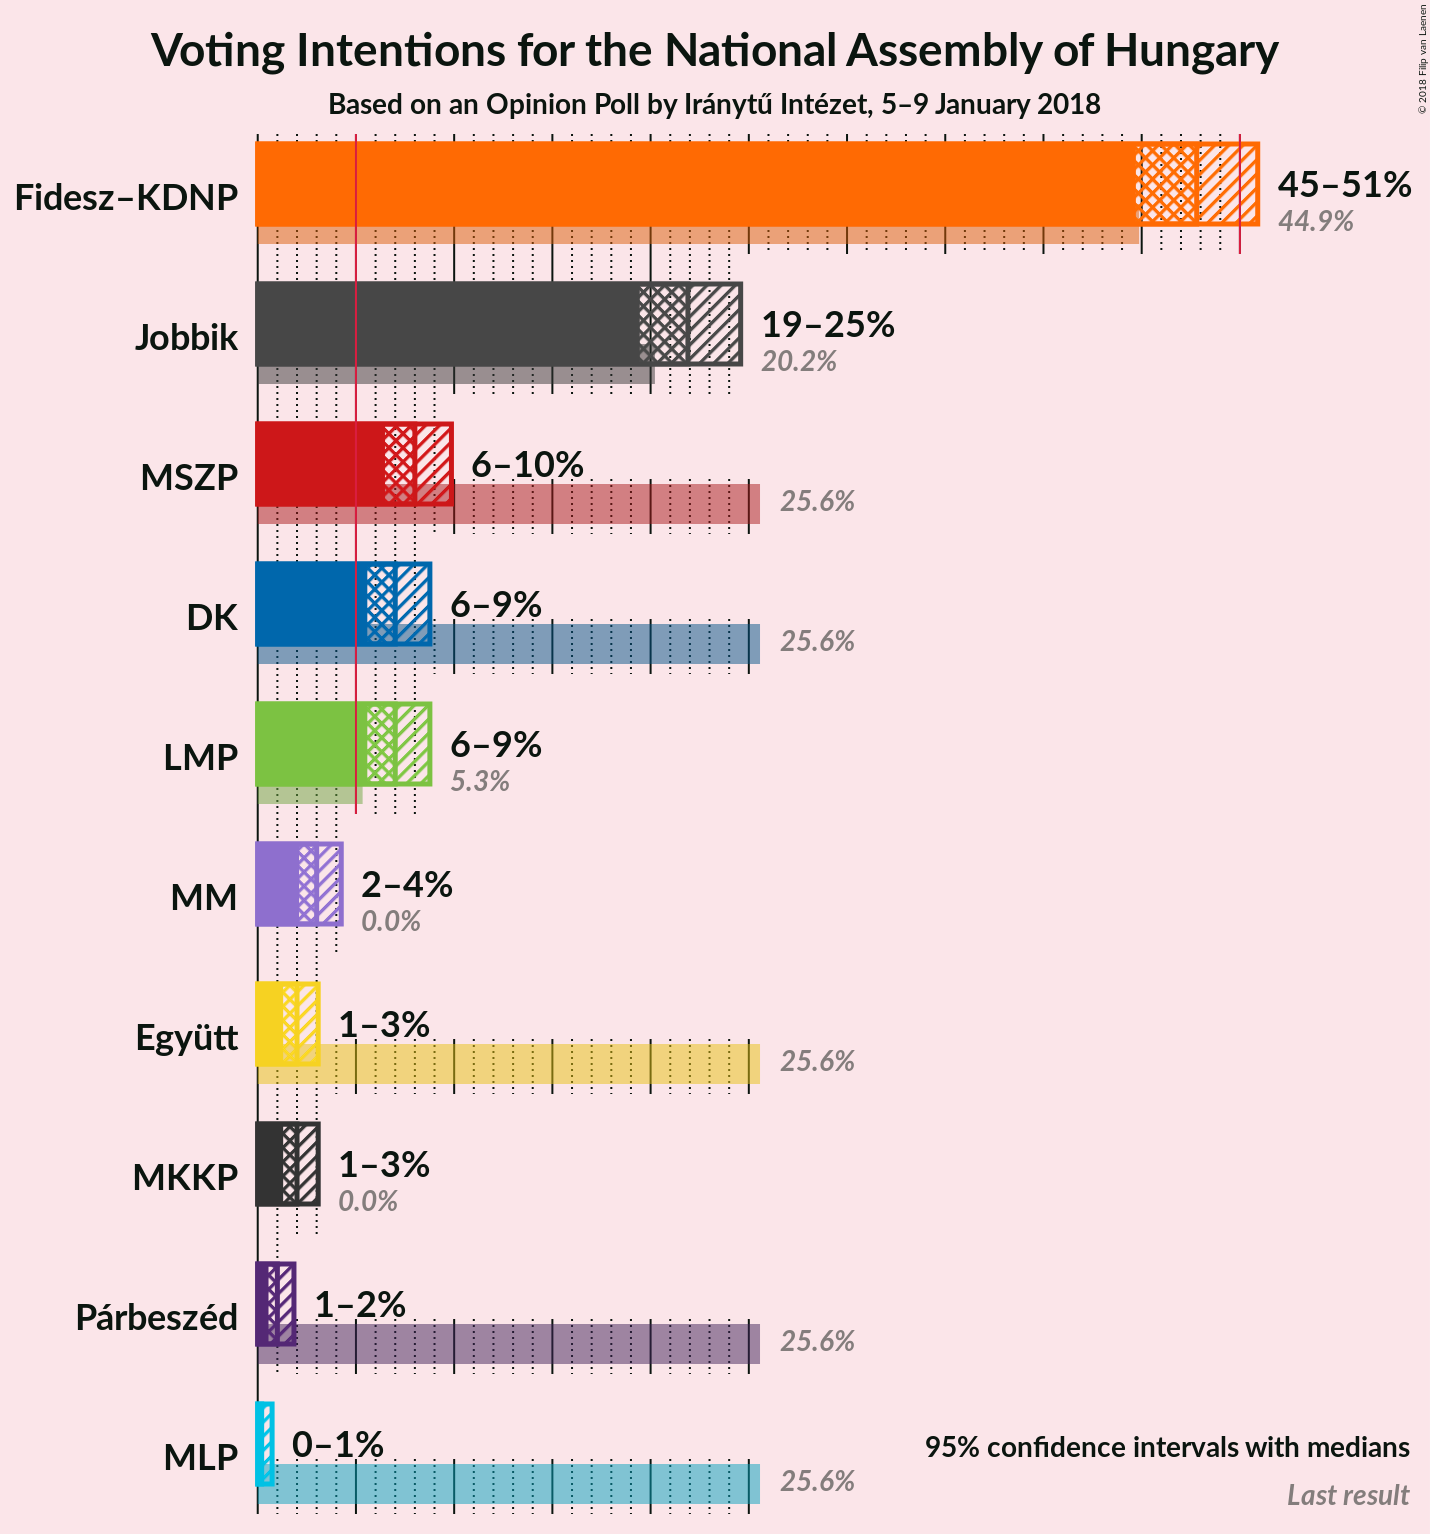 Voting Intentions for the National Assembly of Hungary
Based on an Opinion Poll by Iránytű Intézet, 5–9 January 2018
© 2018 Filip van Laenen
Fidesz–KDNP
45–51%
44.9%
Jobbik
19–25%
20.2%
MSZP
6–10%
25.6%
DK
6–9%
25.6%
LMP
6–9%
5.3%
MM
2–4%
0.0%
Együtt
1–3%
25.6%
MKKP
1–3%
0.0%
Párbeszéd
1–2%
25.6%
MLP
0–1%
25.6%
95% confidence intervals with medians
Last result